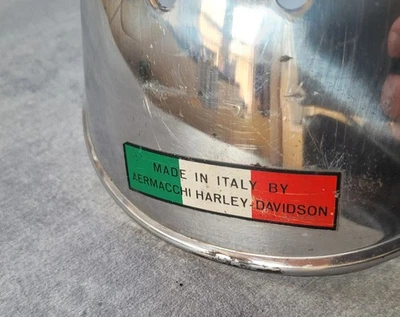 MADE IN ITALY BY
AERMACCHI HARLEY-DAVIDSON